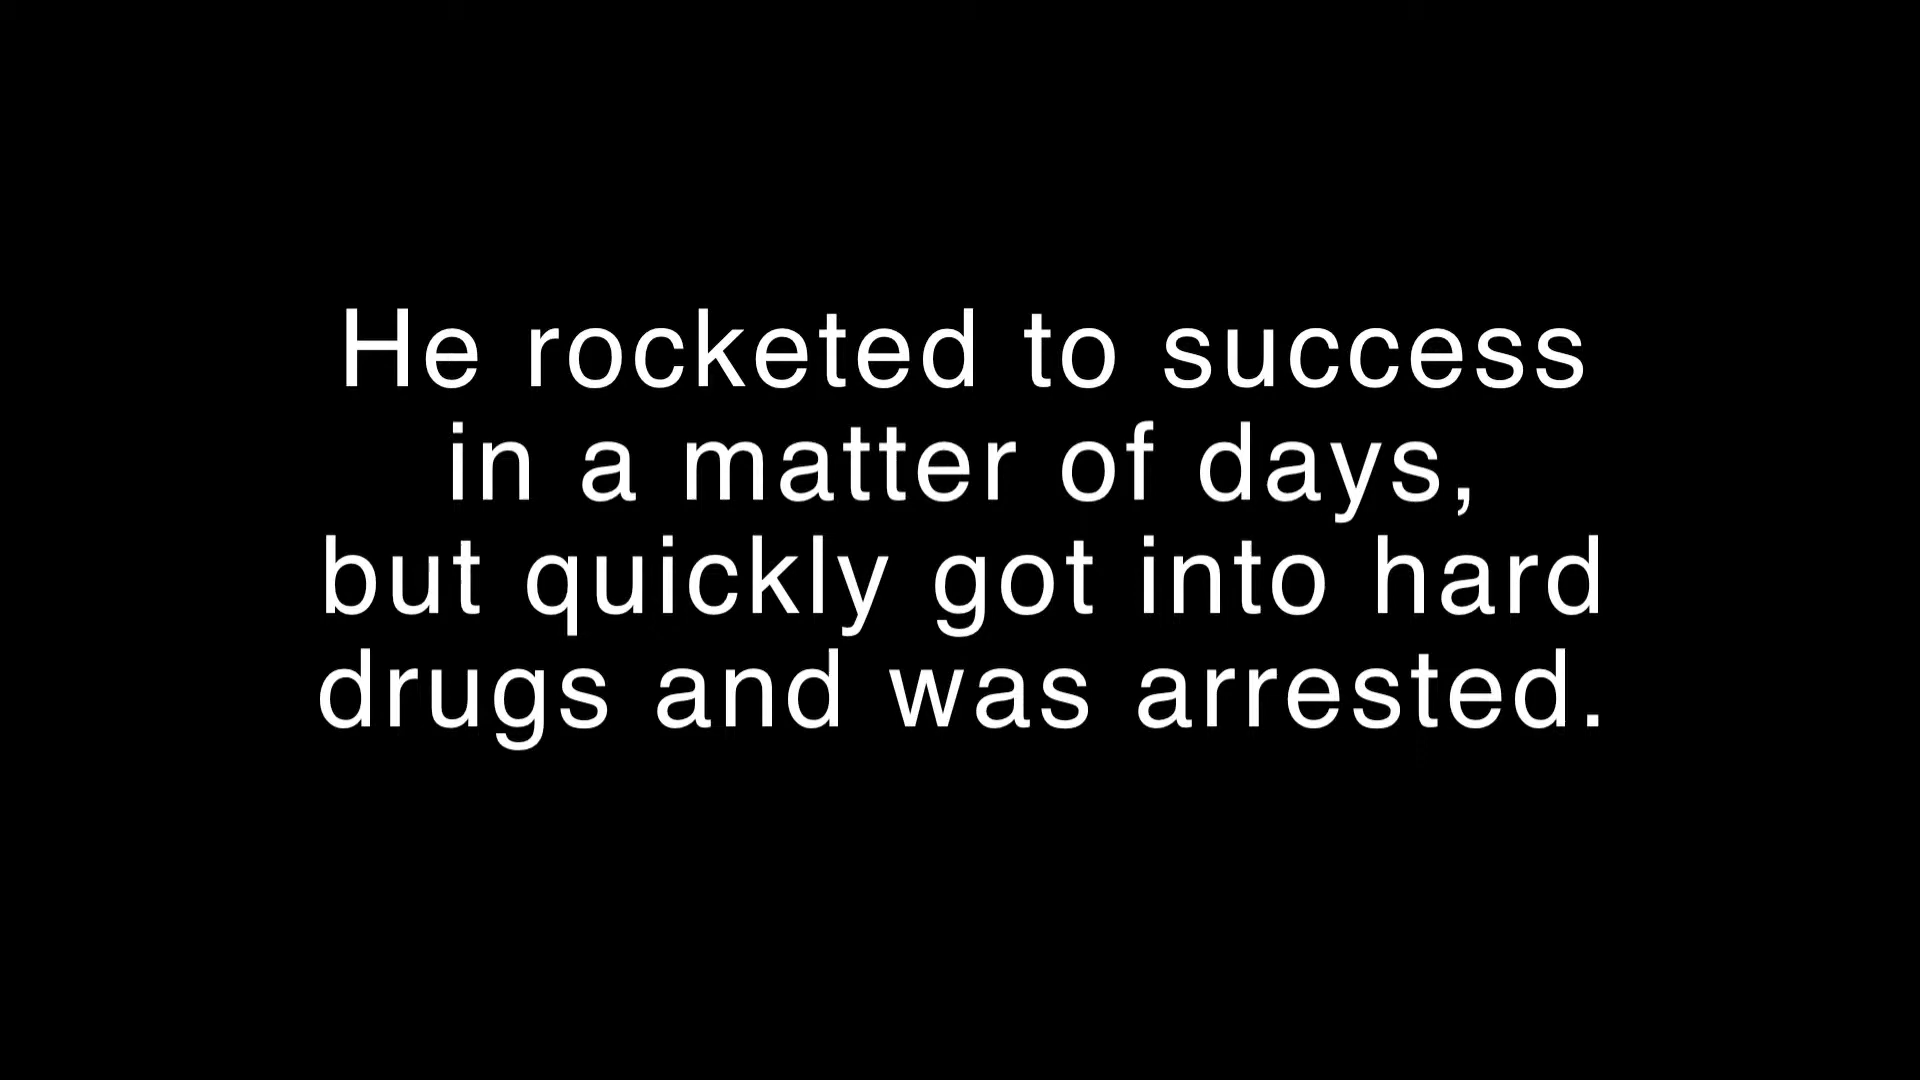 He rocketed to success
in a matter of days,
but quickly got into hard
drugs and was arrested.